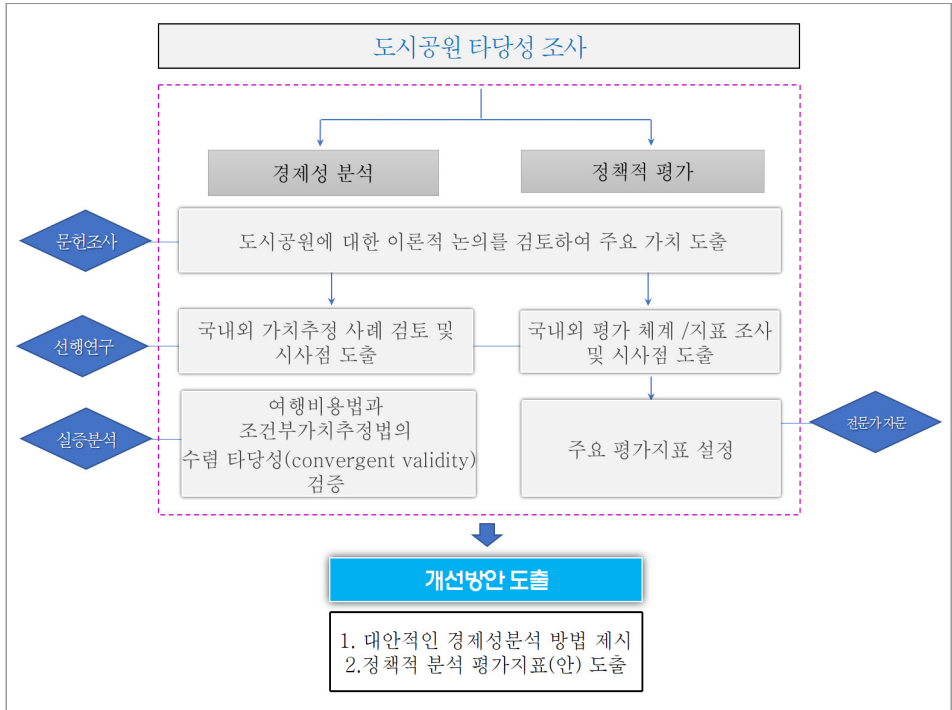 도시공원 타당성 조사
경제성 분석
정책적 평가
문헌조사
도시공원에 대한 이론적 논의를 검토하여 주요 가치 도출
선행연구
국내외 가치추정 사례 검토 및
시사점 도출
국내외 평가 체계 /지표 조사
및 시사점 도출
실증분석
여행비용법과
조건부가치추정법의
수렴 타당성(convergent validity)
검증
주요 평가지표 설정
전문가 자문
개선방안 도출
1. 대안적인 경제성분석 방법 제시
2.정책적 분석 평가지표(안) 도출